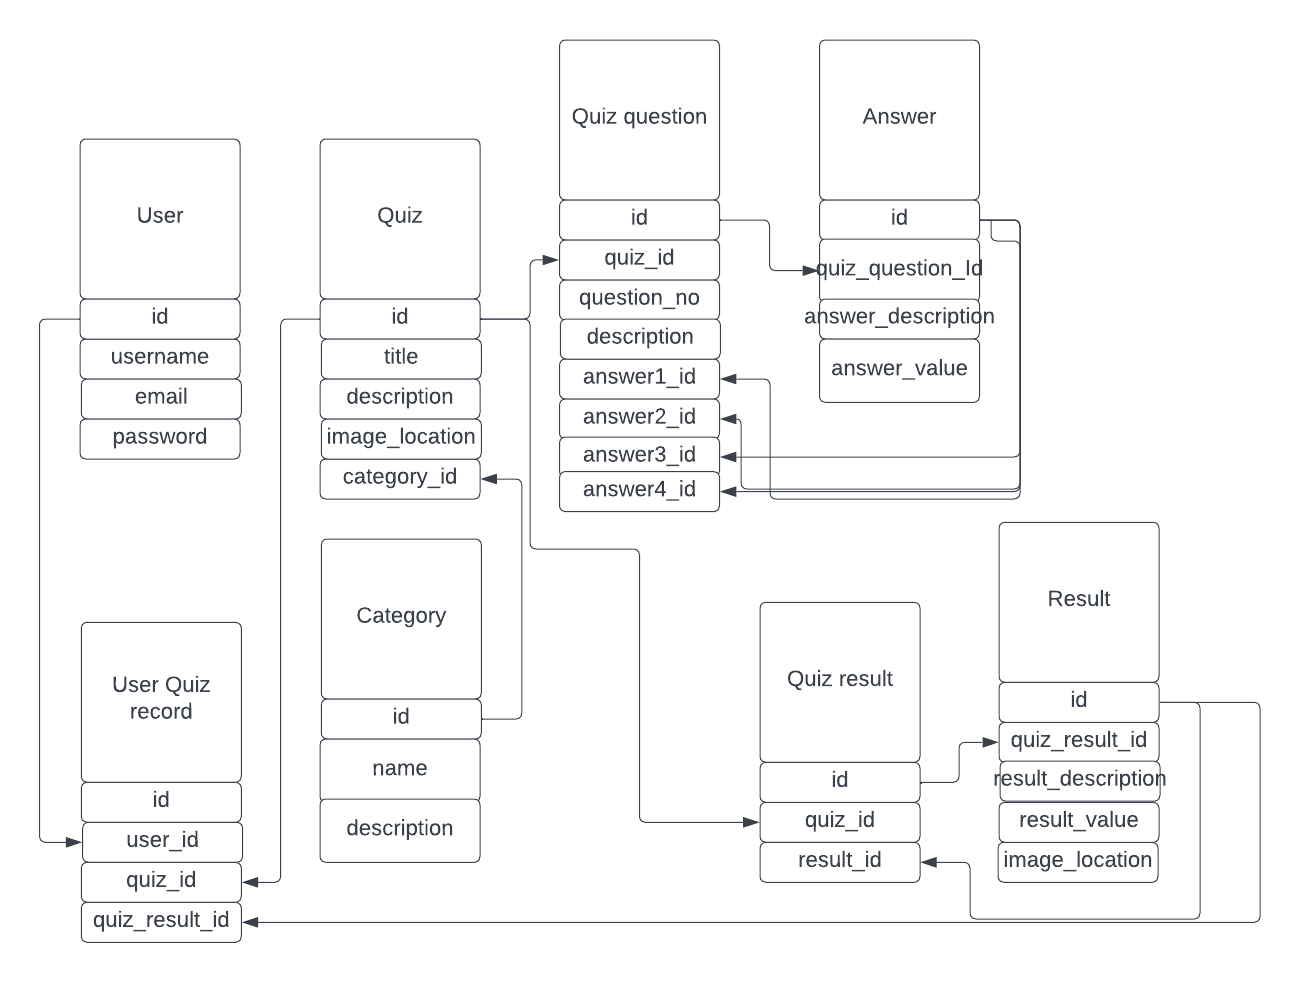 User
id
username
email
password
Quiz
id
title
description
image_location
category_id
Quiz question
id
quiz_id
question_no
description
answer1_id
answer2_id
answer3_id
answer4_id
Answer
id
quiz_question_Id
answer_description
answer_value
User Quiz
record
id
user_id
quiz_id
quiz_result_id
Category
id
name
description
Quiz result
id
quiz_id
result_id
Result
id
quiz_result_id
result_description
result_value
image_location